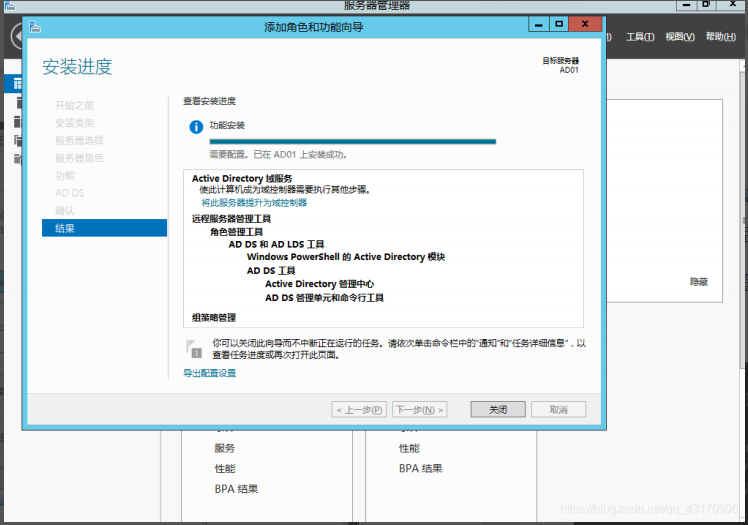 服务器管理器
工具(T) 视图(V) 帮助(H)
添加角色和功能向导
安装进度
目标服务器
AD01
开始之前
安装类型
服务器选择
服务器角色
功能
AD DS
确认
结果
查看安装进度
功能安装
需要配置。已在 AD01 上安装成功。
Active Directory 域服务
使此计算机成为域控制器需要执行其他步骤。
将此服务器提升为域控制器
远程服务器管理工具
角色管理工具
AD DS 和 AD LDS 工具
Windows PowerShell 的 Active Directory 模块
AD DS 工具
Active Directory 管理中心
AD DS 管理单元和命令行工具
组策略管理
1
你可以关闭此向导而不中断正在运行的任务。请依次单击命令栏中的“通知”和“任务详细信息”，以
查看任务进度或再次打开此页面。
导出配置设置
< 上一步(P) 下一步(N) > 关闭 取消
隐藏
服务
性能
BPA 结果
性能
BPA 结果
https://blog.csdn.net/qq_43170906